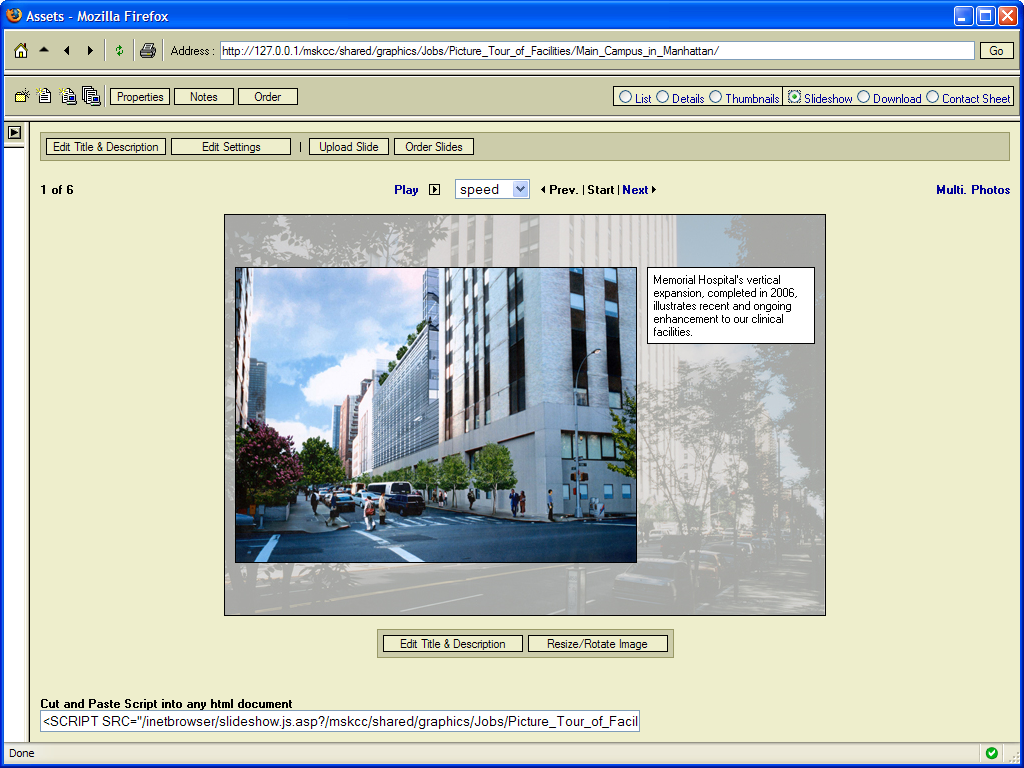 Assets - Mozilla Firefox
Address : http://127.0.0.1/mskcc/shared/graphics/Jobs/Picture_Tour_of_Facilities/Main_Campus_in_Manhattan/ Go
Properties Notes Order List Details Thumbnails Slideshow Download Contact Sheet
Edit Title & Description Edit Settings | Upload Slide Order Slides
1 of 6 Play speed Prev. | Start | Next Multi. Photos
Memorial Hospital's vertical
expansion, completed in 2006,
illustrates recent and ongoing
enhancement to our clinical
facilities.
Edit Title & Description Resize/Rotate Image
Cut and Paste Script into any html document
<SCRIPT SRC="/inetbrowser/slideshow.js.asp?/mskcc/shared/graphics/Jobs/Picture_Tour_of_Facil
Done